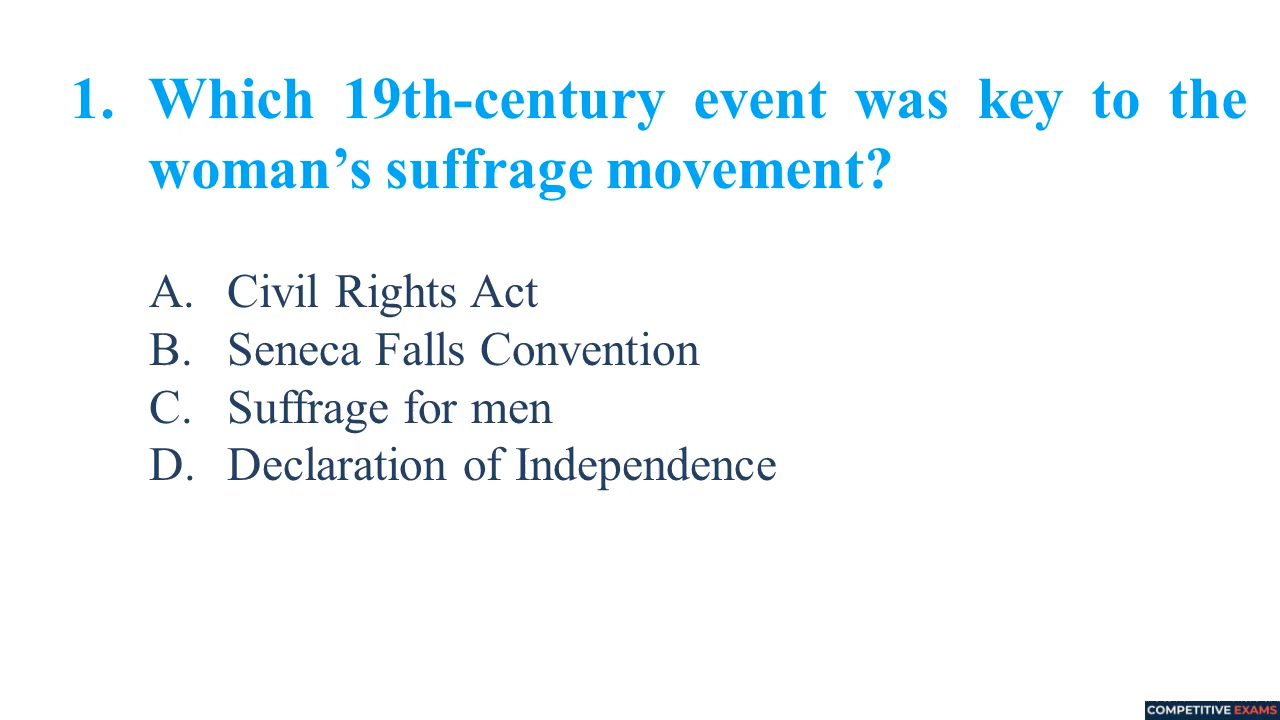 1. Which 19th-century event was key to the
woman’s suffrage movement?
A. Civil Rights Act
B. Seneca Falls Convention
C. Suffrage for men
D. Declaration of Independence
COMPETITIVE EXAMS